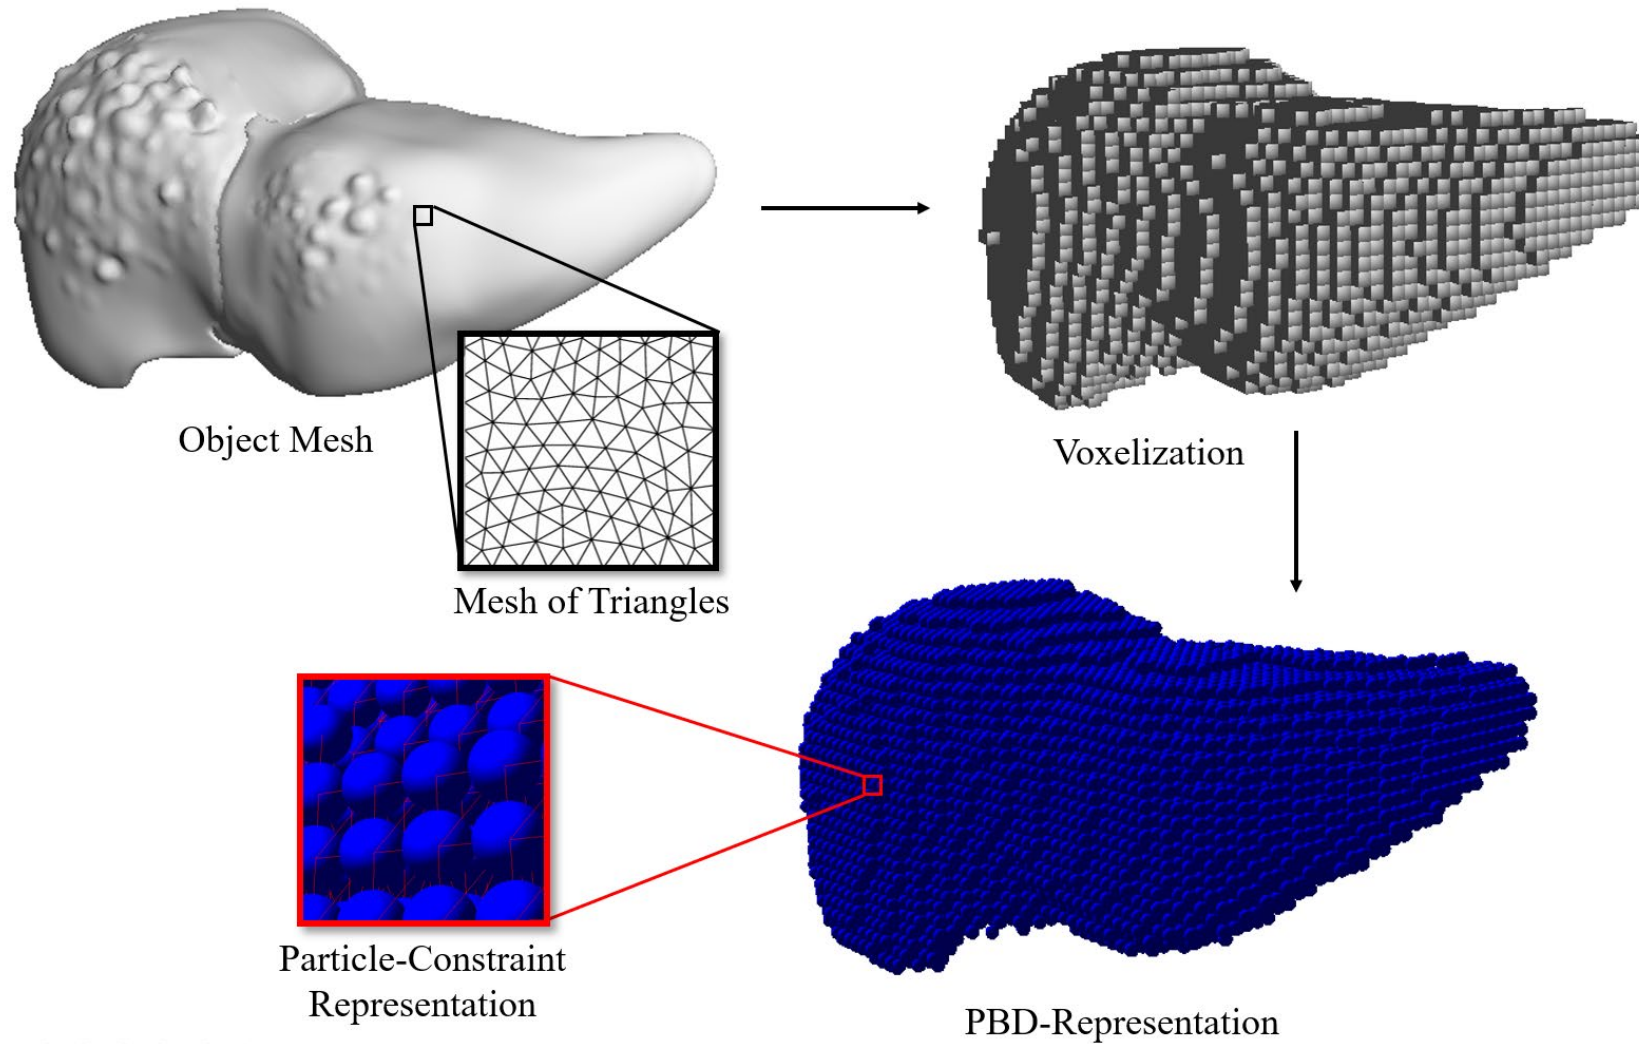 Object Mesh
Mesh of Triangles
Voxelization
Particle-Constraint
Representation
PBD-Representation